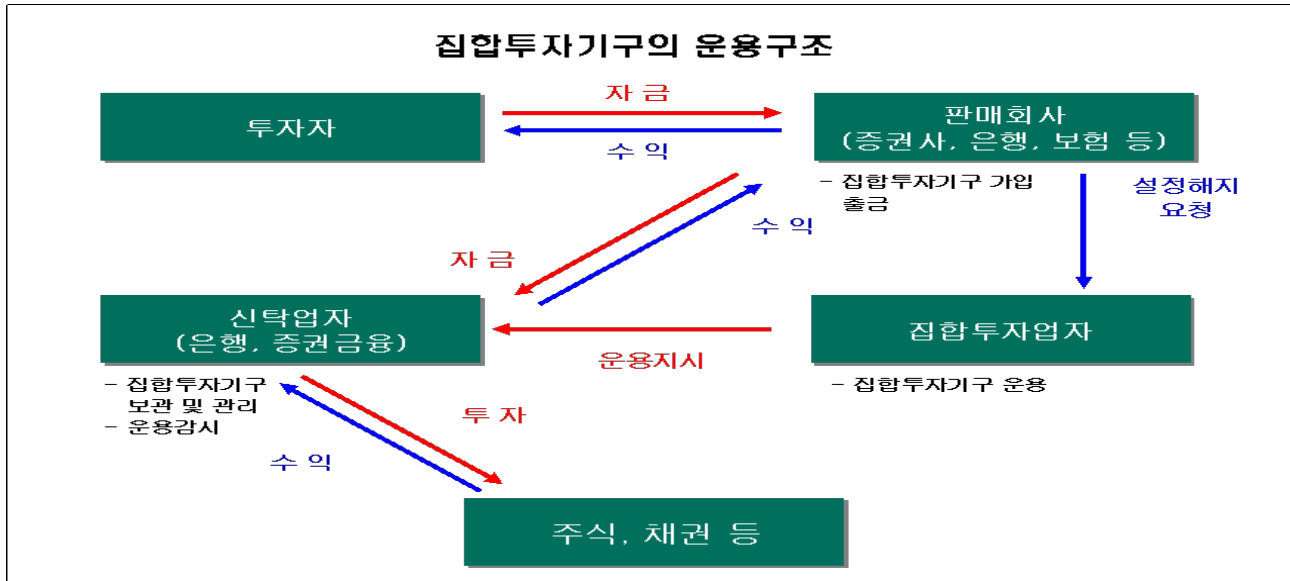 집합투자기구의 운용구조
투자자
자 금
수 익
판매회사
(증권사, 은행, 보험 등)
- 집합투자기구 가입
출금
설정해지
요청
자 금
수 익
신탁업자
(은행, 증권금융)
- 집합투자기구
보관 및 관리
- 운용감시
운용지시
집합투자업자
- 집합투자기구 운용
투 자
수 익
주식, 채권 등